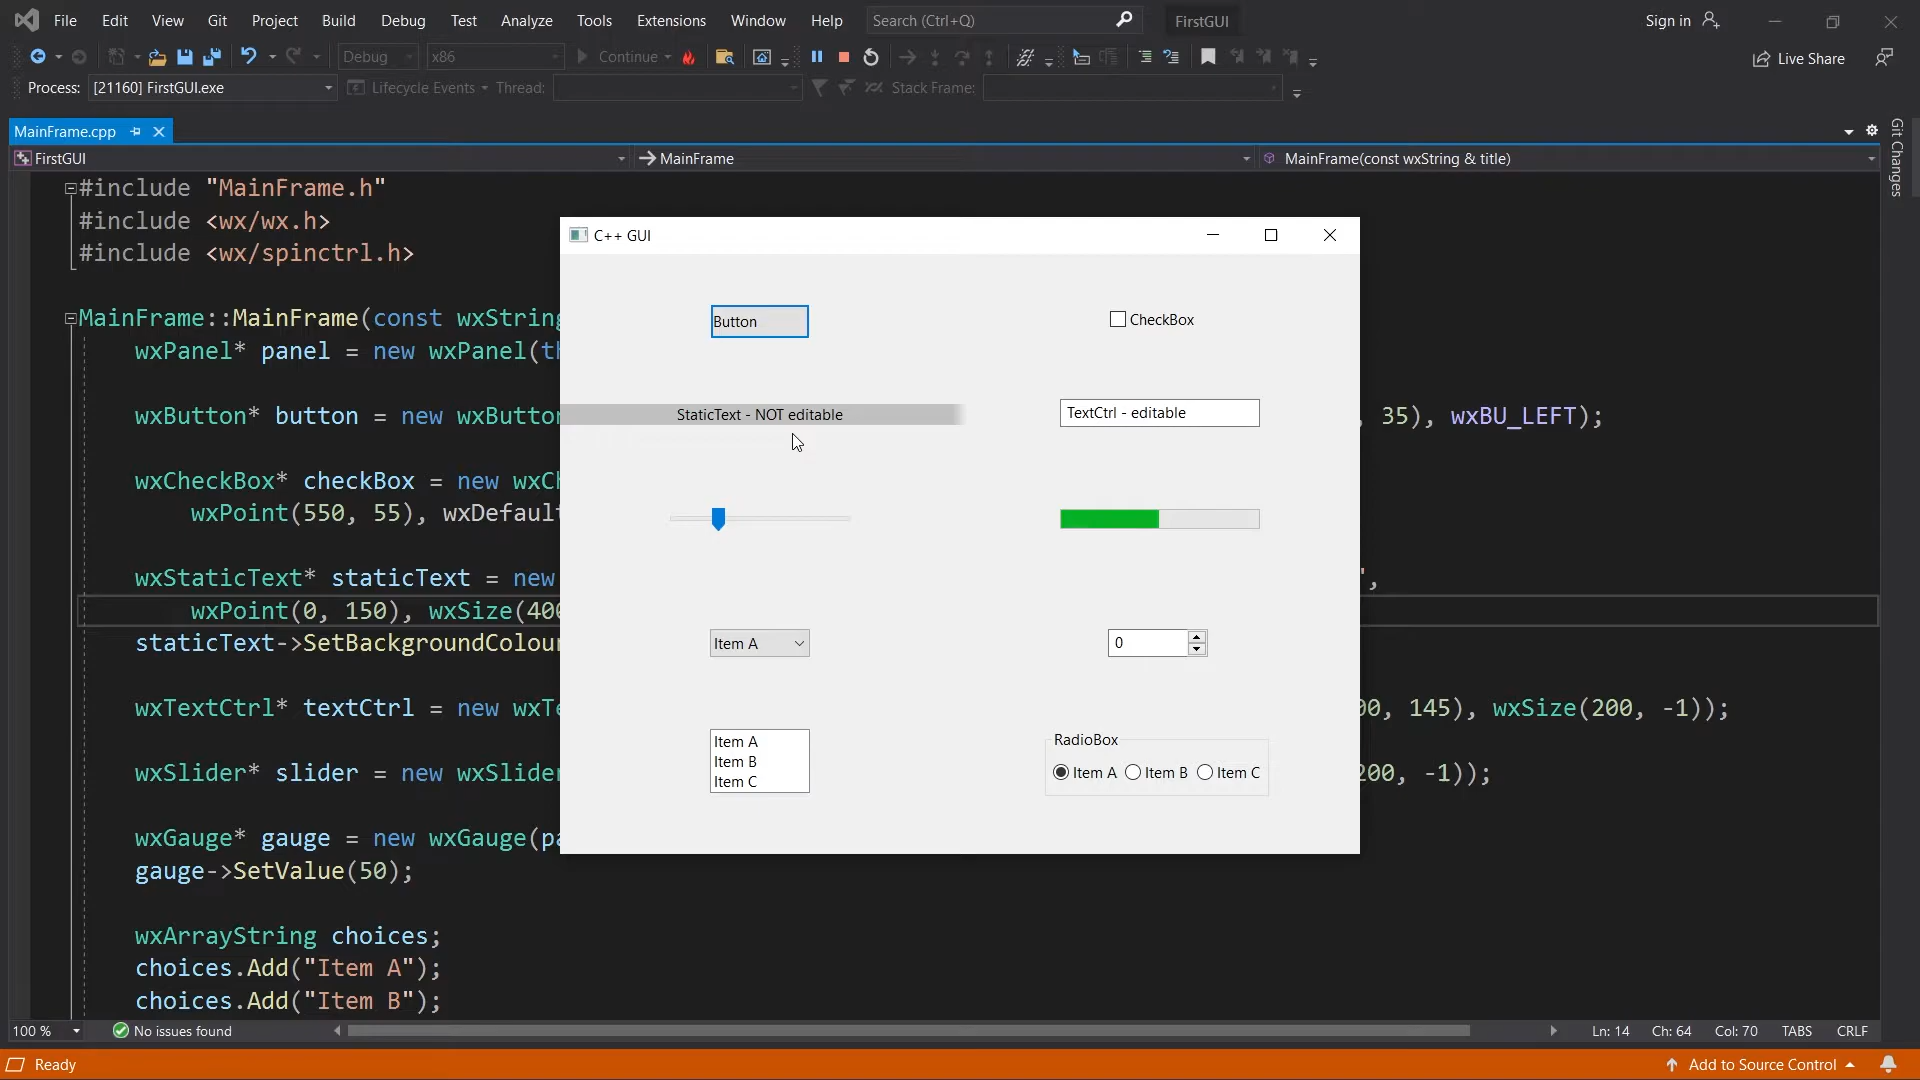 File Edit View Git Project Build Debug Test Analyze Tools Extensions Window Help Search (Ctrl+Q) FirstGUI Sign in
Debug x86 Continue Live Share
Process: [21160] FirstGUI.exe Lifecycle Events Thread: Stack Frame:
MainFrame.cpp
Git Changes
FirstGUI MainFrame MainFrame(const wxString & title)
#include "MainFrame.h"
#include <wx/wx.h>
#include <wx/spinctrl.h>
MainFrame::MainFrame(const wxString
wxPanel* panel = new wxPanel(th
wxButton* button = new wxButton , 35), wxBU_LEFT);
wxCheckBox* checkBox = new wxCh
wxPoint(550, 55), wxDefault
wxStaticText* staticText = new ",
wxPoint(0, 150), wxSize(400
staticText->SetBackgroundColour
wxTextCtrl* textCtrl = new wxTe 00, 145), wxSize(200, -1));
wxSlider* slider = new wxSlider 200, -1));
wxGauge* gauge = new wxGauge(pa
gauge->SetValue(50);
wxArrayString choices;
choices.Add("Item A");
choices.Add("Item B");
C++ GUI
Button CheckBox
StaticText - NOT editable TextCtrl - editable
Item A 0
Item A
Item B
Item C
RadioBox
Item A Item B Item C
100 % No issues found Ln: 14 Ch: 64 Col: 70 TABS CRLF
Ready Add to Source Control